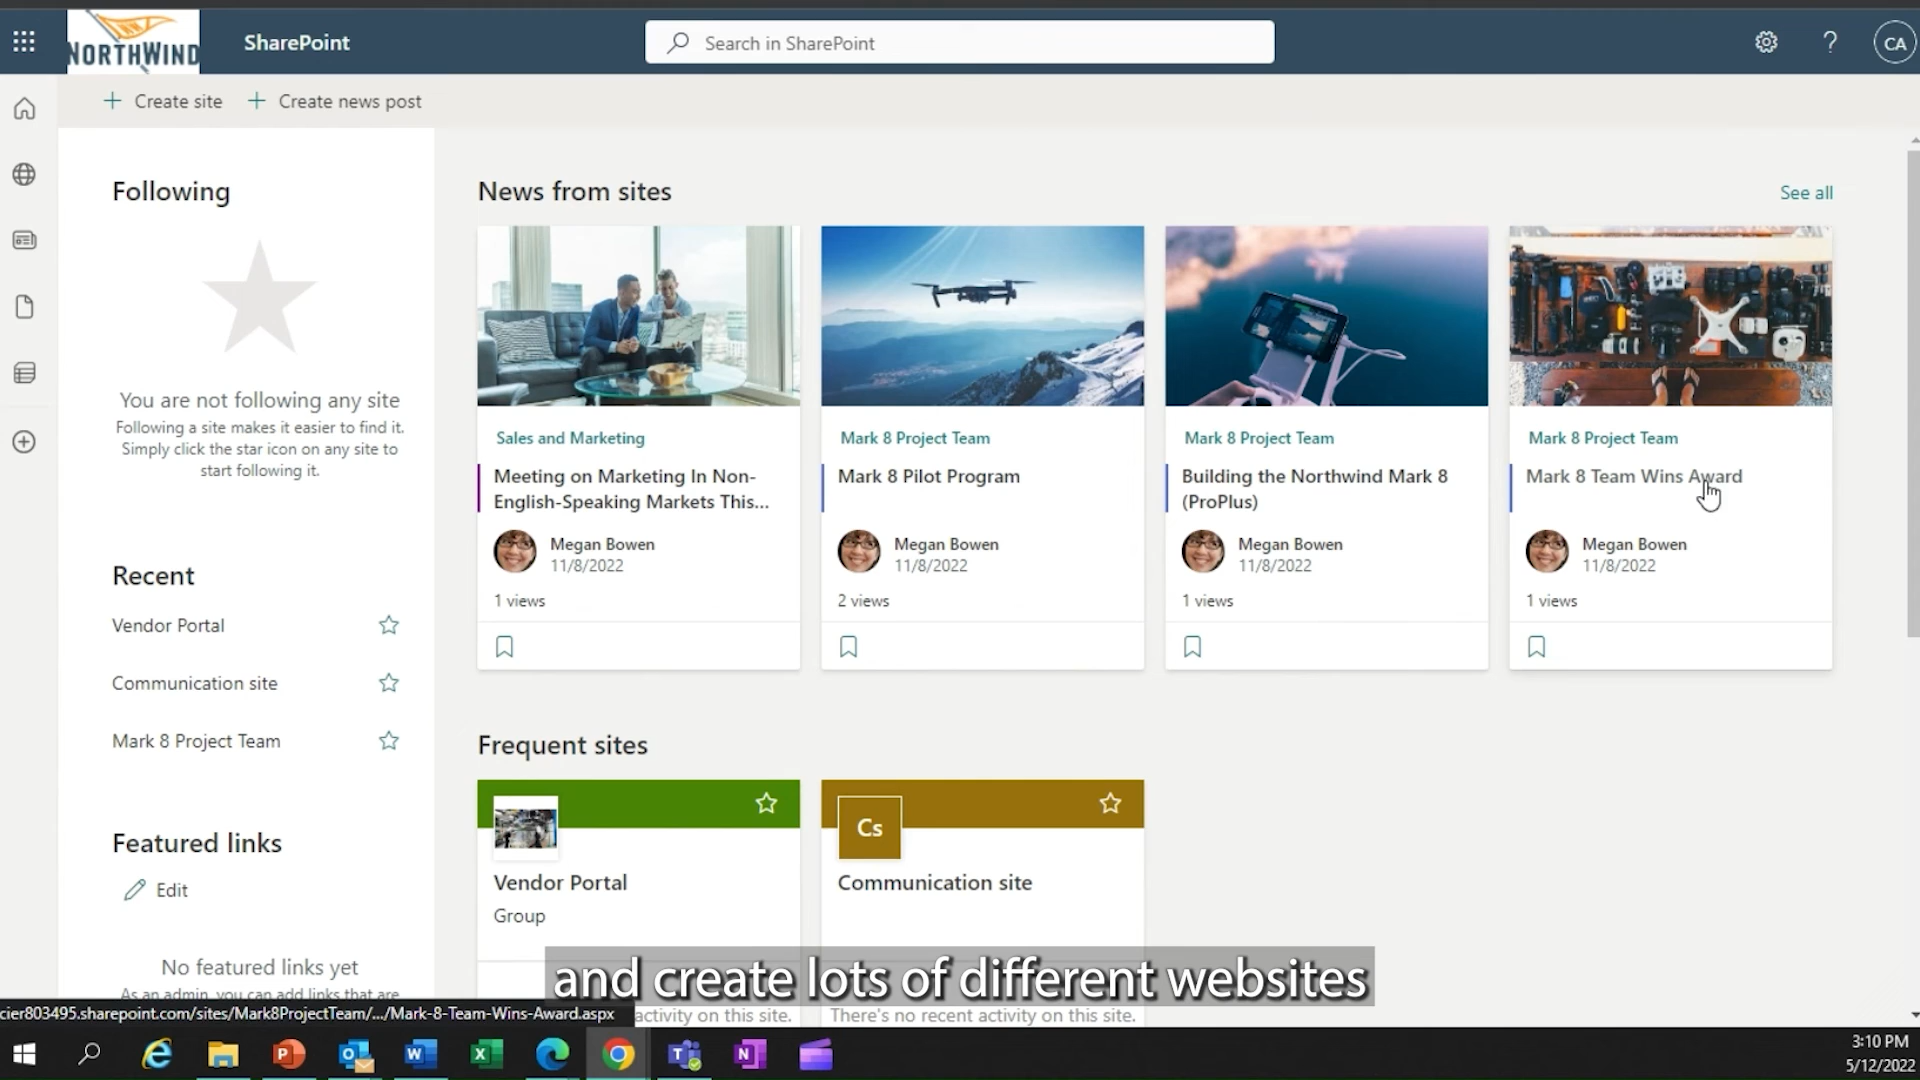 NORTHWIND
SharePoint
Search in SharePoint
?
CA
Create site
Create news post
Following
You are not following any site
Following a site makes it easier to find it.
Simply click the star icon on any site to
start following it.
Recent
Vendor Portal
Communication site
Mark 8 Project Team
Featured links
Edit
No featured links yet
As an admin, you can add links that are
News from sites
See all
Sales and Marketing
Meeting on Marketing In Non-
English-Speaking Markets This...
Megan Bowen
11/8/2022
1 views
Mark 8 Project Team
Mark 8 Pilot Program
Megan Bowen
11/8/2022
2 views
Mark 8 Project Team
Building the Northwind Mark 8
(ProPlus)
Megan Bowen
11/8/2022
1 views
Mark 8 Project Team
Mark 8 Team Wins Award
Megan Bowen
11/8/2022
1 views
Frequent sites
Vendor Portal
Group
activity on this site.
Cs
Communication site
There's no recent activity on this site.
and create lots of different websites
cier803495.sharepoint.com/sites/Mark8ProjectTeam/.../Mark-8-Team-Wins-Award.aspx
3:10 PM
5/12/2022